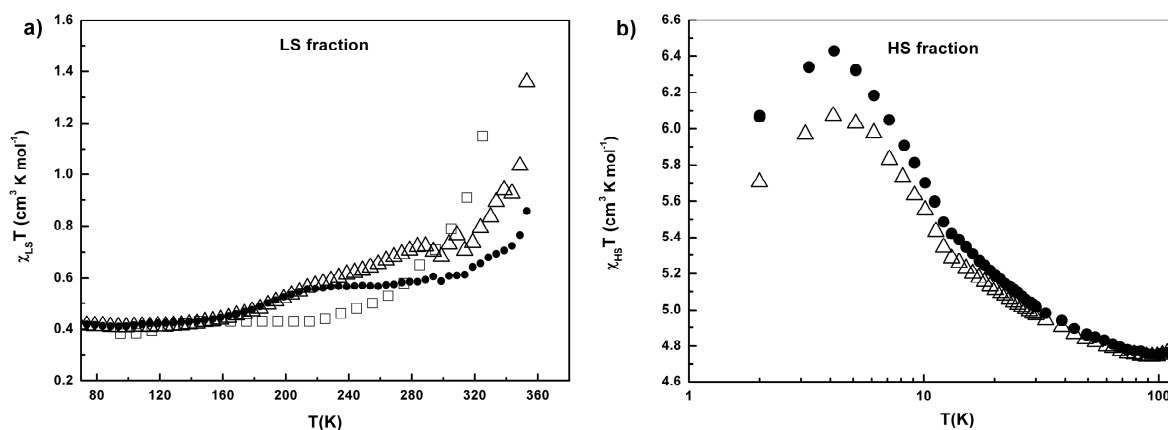 a)
LS fraction
χLST (cm³ K mol⁻¹)
1.6
1.4
1.2
1.0
0.8
0.6
0.4
0.2
80 120 160 200 240 280 320 360
T(K)
b)
HS fraction
χHST (cm³ K mol⁻¹)
6.6
6.4
6.2
6.0
5.8
5.6
5.4
5.2
5.0
4.8
4.6
1 10 100
T(K)